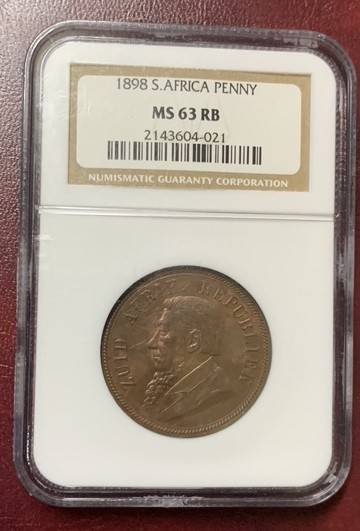 1898 S.AFRICA PENNY
MS 63 RB
2143604-021
NUMISMATIC GUARANTY CORPORATION
ZUID AFRIK. REPUBLIEK